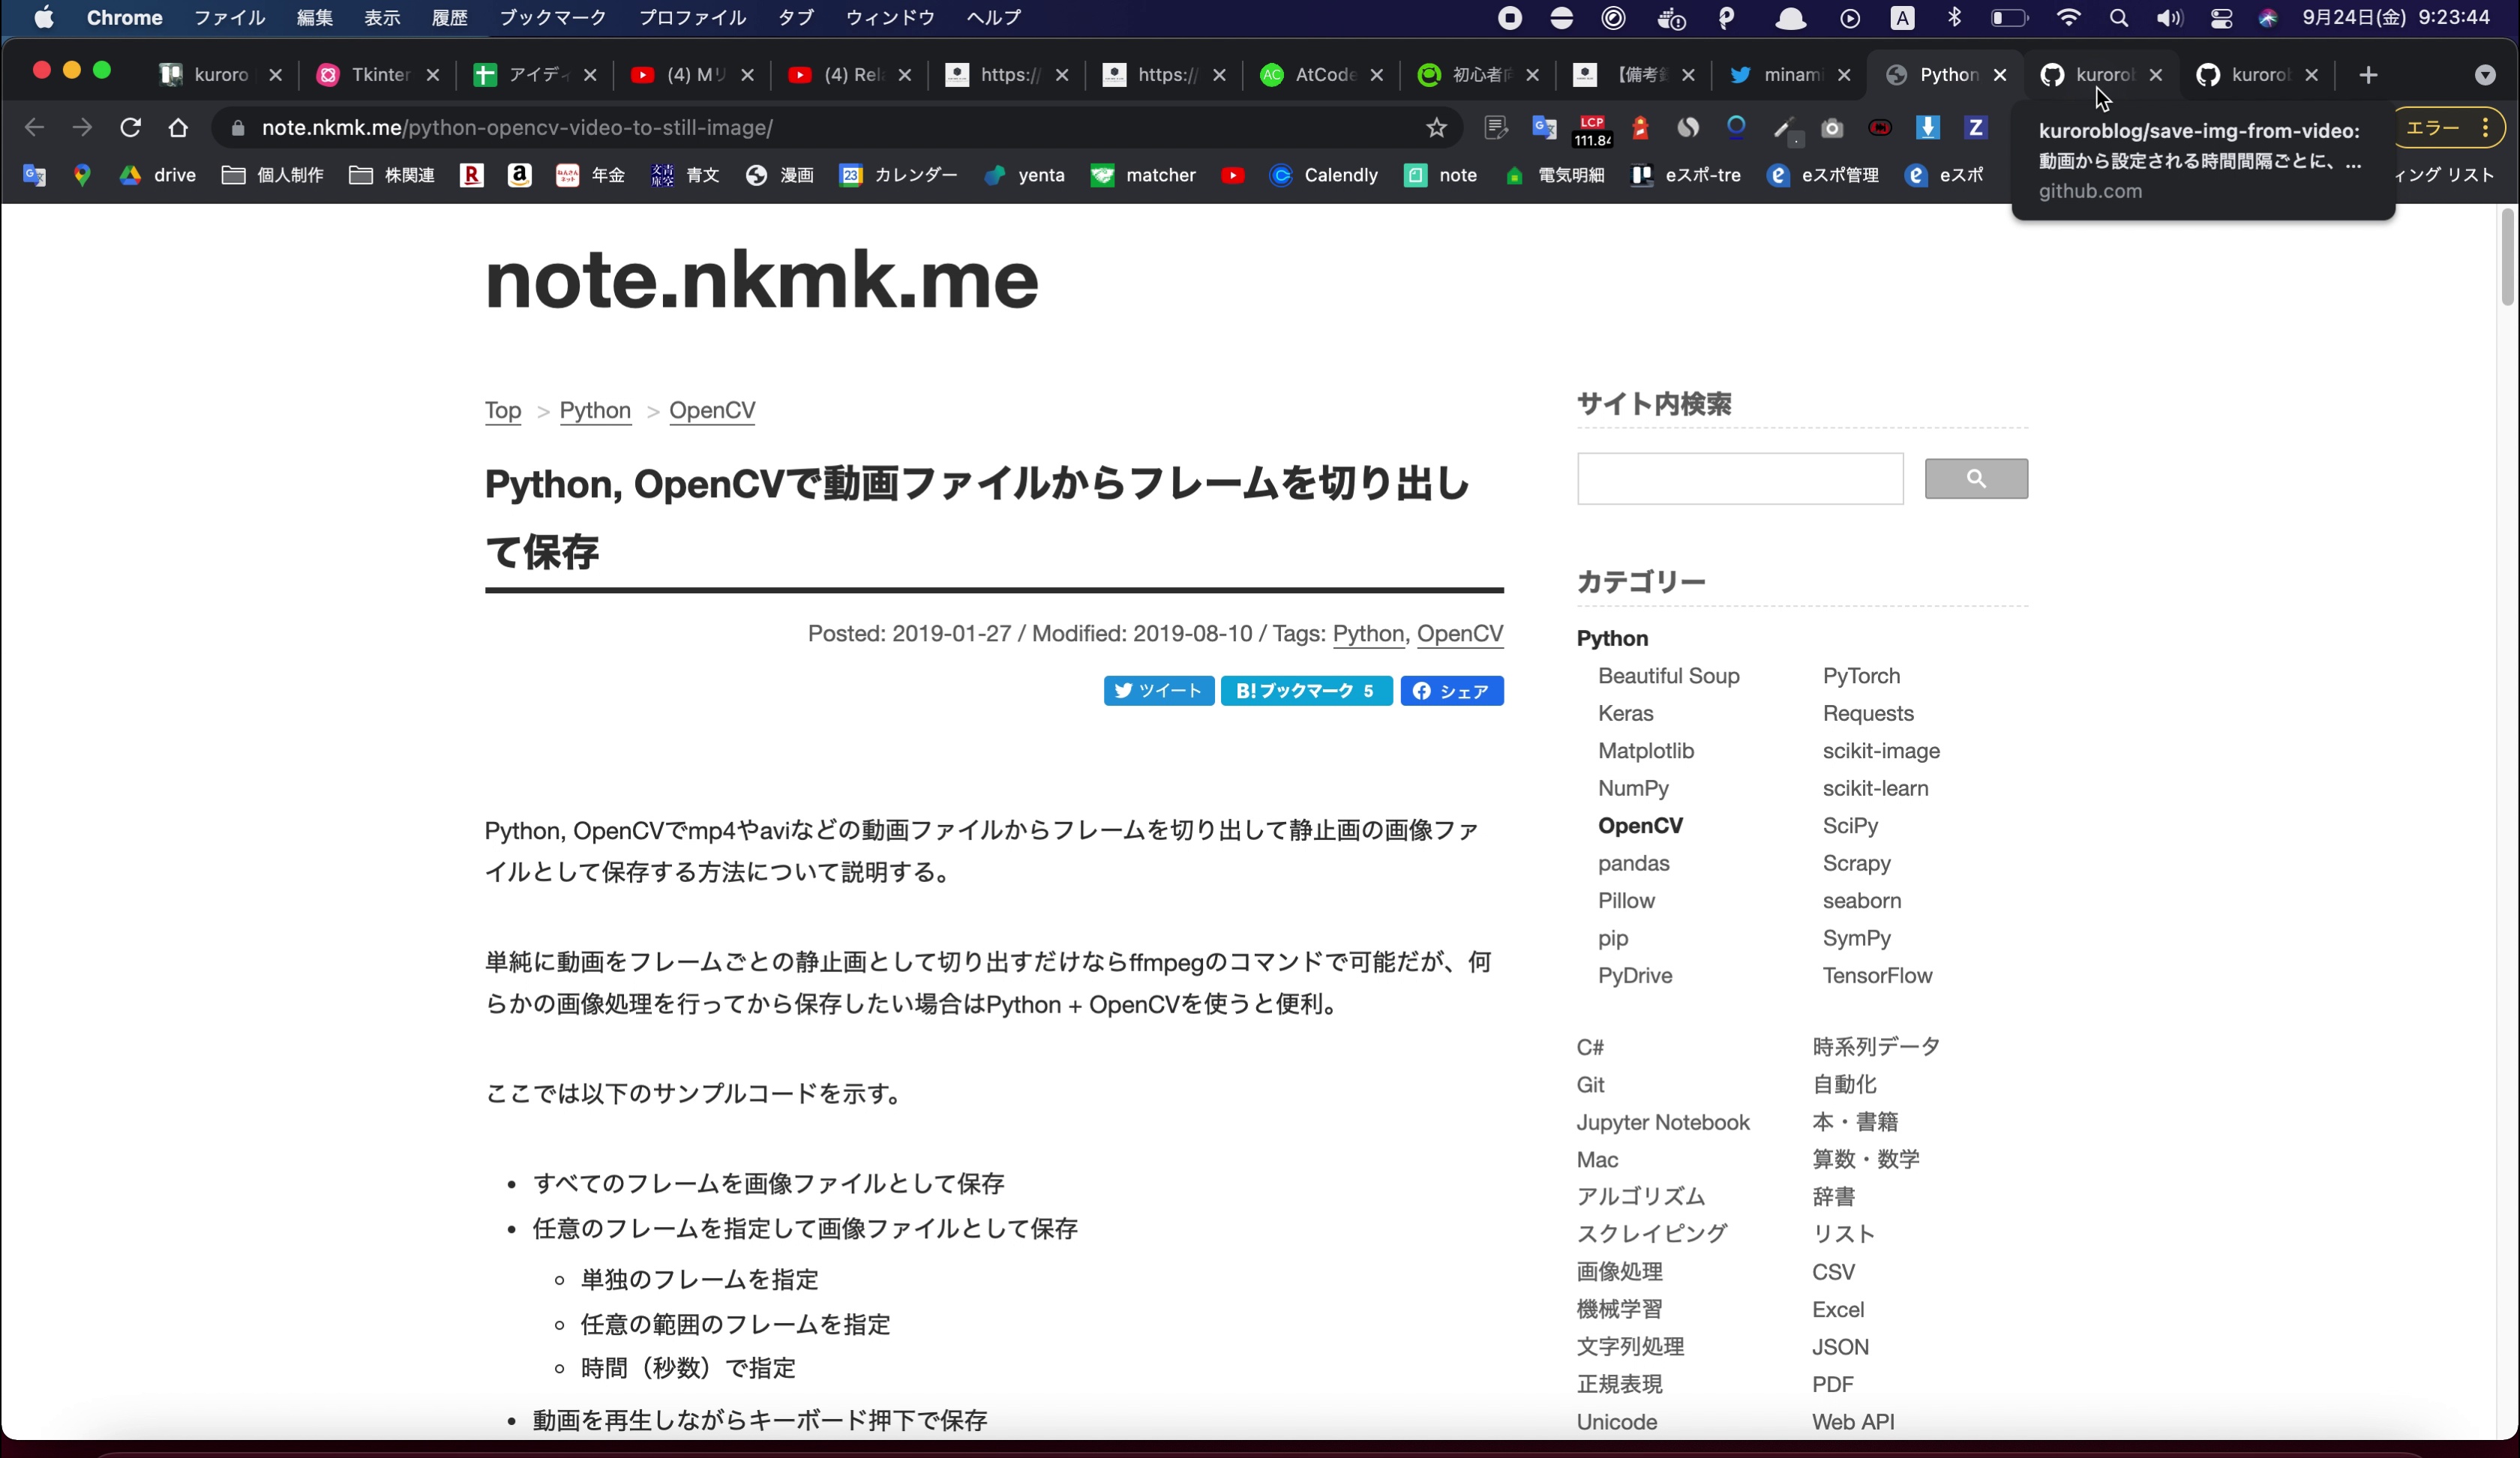 Chrome ファイル 編集 表示 履歴 ブックマーク プロファイル タブ ウィンドウ ヘルプ A 9月24日(金) 9:23:44
kuroro Tkinter アイディ (4) Mリ (4) Rel https:/ https:/ AC AtCode 初心者向 【備考録 minami Python kurorob kurorob
note.nkmk.me/python-opencv-video-to-still-image/ LCP 111.84 Z エラー
kuroroblog/save-img-from-video:
動画から設定される時間間隔ごとに、...
github.com
drive 個人制作 株関連 R a 年金 青空文庫 青文 漫画 23 カレンダー yenta matcher Calendly note 電気明細 eスポ-tre eスポ管理 eスポ ィング リスト
note.nkmk.me
Top > Python > OpenCV
Python, OpenCVで動画ファイルからフレームを切り出し
て保存
Posted: 2019-01-27 / Modified: 2019-08-10 / Tags: Python, OpenCV
ツイート B!ブックマーク 5 シェア
Python, OpenCVでmp4やaviなどの動画ファイルからフレームを切り出して静止画の画像ファ
イルとして保存する方法について説明する。
単純に動画をフレームごとの静止画として切り出すだけならffmpegのコマンドで可能だが、何
らかの画像処理を行ってから保存したい場合はPython + OpenCVを使うと便利。
ここでは以下のサンプルコードを示す。
• すべてのフレームを画像ファイルとして保存
• 任意のフレームを指定して画像ファイルとして保存
◦ 単独のフレームを指定
◦ 任意の範囲のフレームを指定
◦ 時間（秒数）で指定
• 動画を再生しながらキーボード押下で保存
サイト内検索
カテゴリー
Python
Beautiful Soup PyTorch
Keras Requests
Matplotlib scikit-image
NumPy scikit-learn
OpenCV SciPy
pandas Scrapy
Pillow seaborn
pip SymPy
PyDrive TensorFlow
C# 時系列データ
Git 自動化
Jupyter Notebook 本・書籍
Mac 算数・数学
アルゴリズム 辞書
スクレイピング リスト
画像処理 CSV
機械学習 Excel
文字列処理 JSON
正規表現 PDF
Unicode Web API